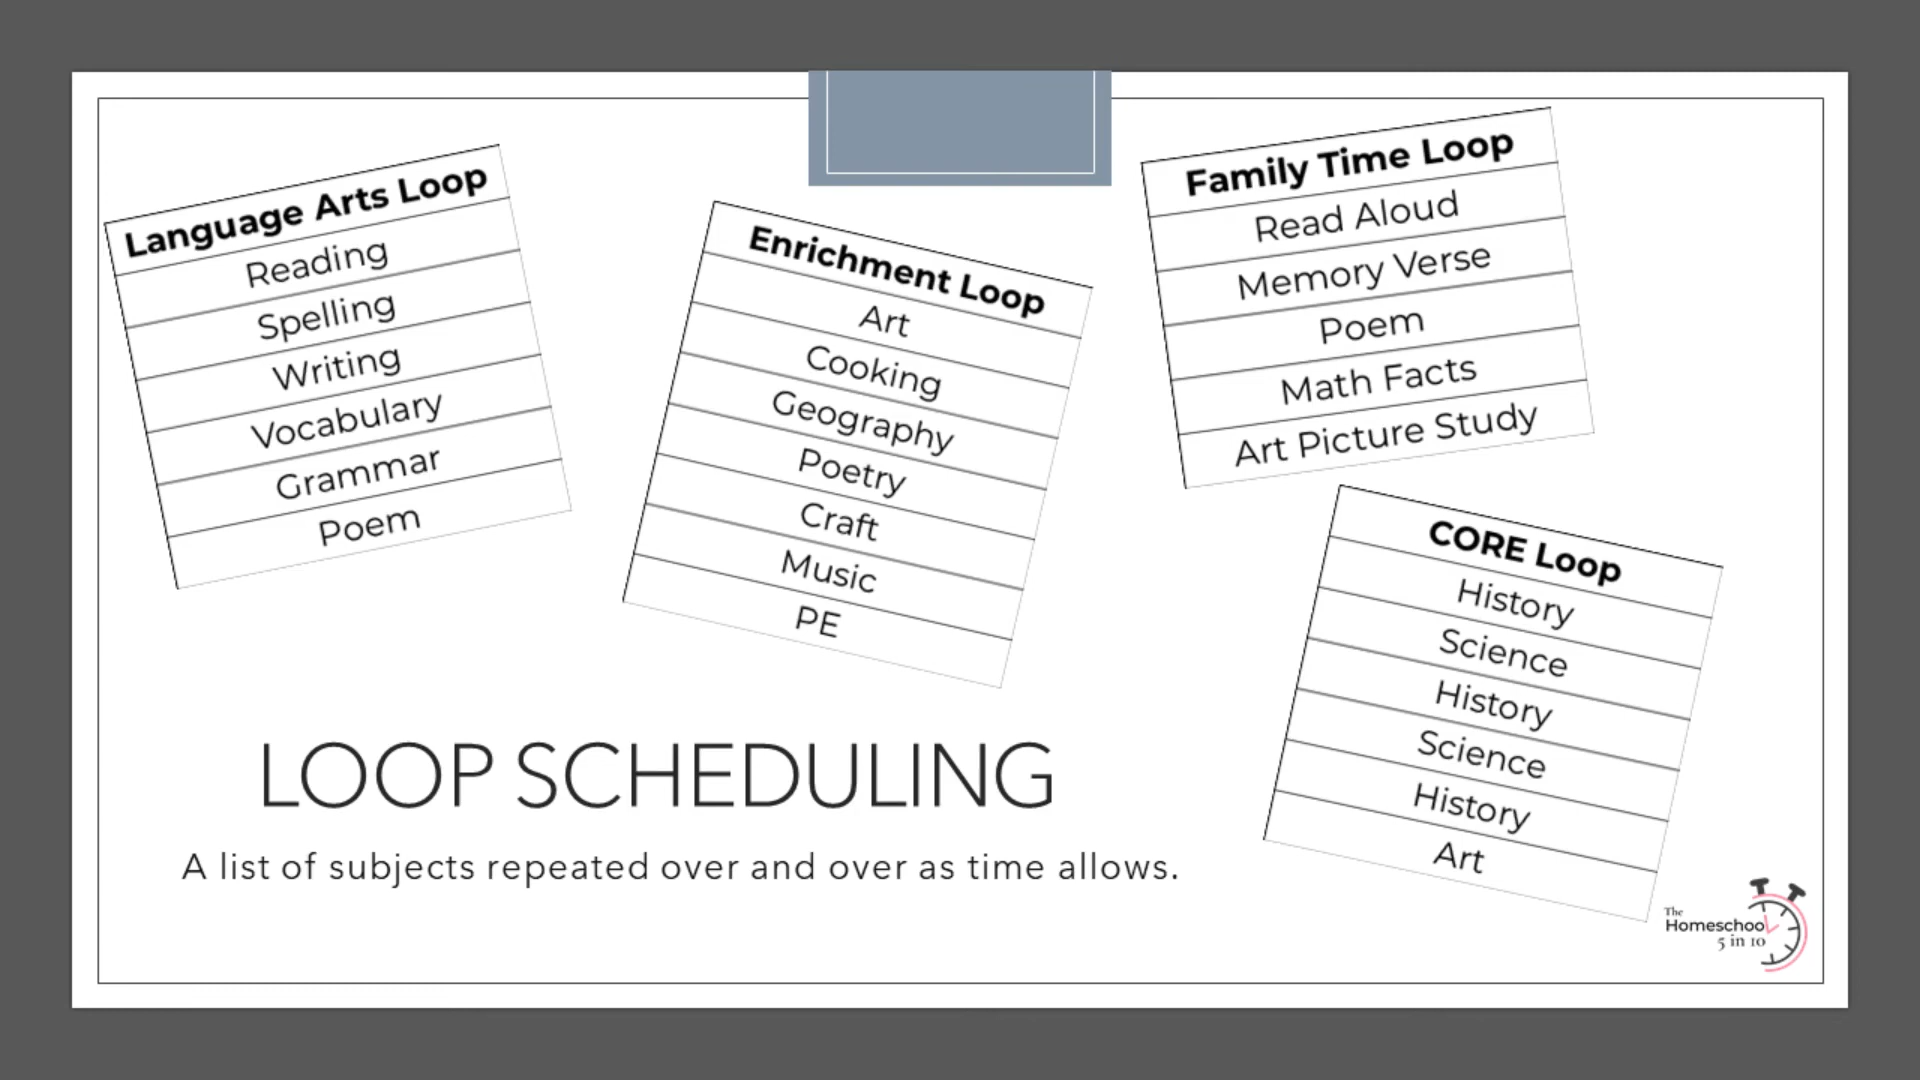 Language Arts Loop
Reading
Spelling
Writing
Vocabulary
Grammar
Poem
Enrichment Loop
Art
Cooking
Geography
Poetry
Craft
Music
PE
Family Time Loop
Read Aloud
Memory Verse
Poem
Math Facts
Art Picture Study
CORE Loop
History
Science
History
Science
History
Art
LOOP SCHEDULING
A list of subjects repeated over and over as time allows.
The
Homeschool
5 in 10